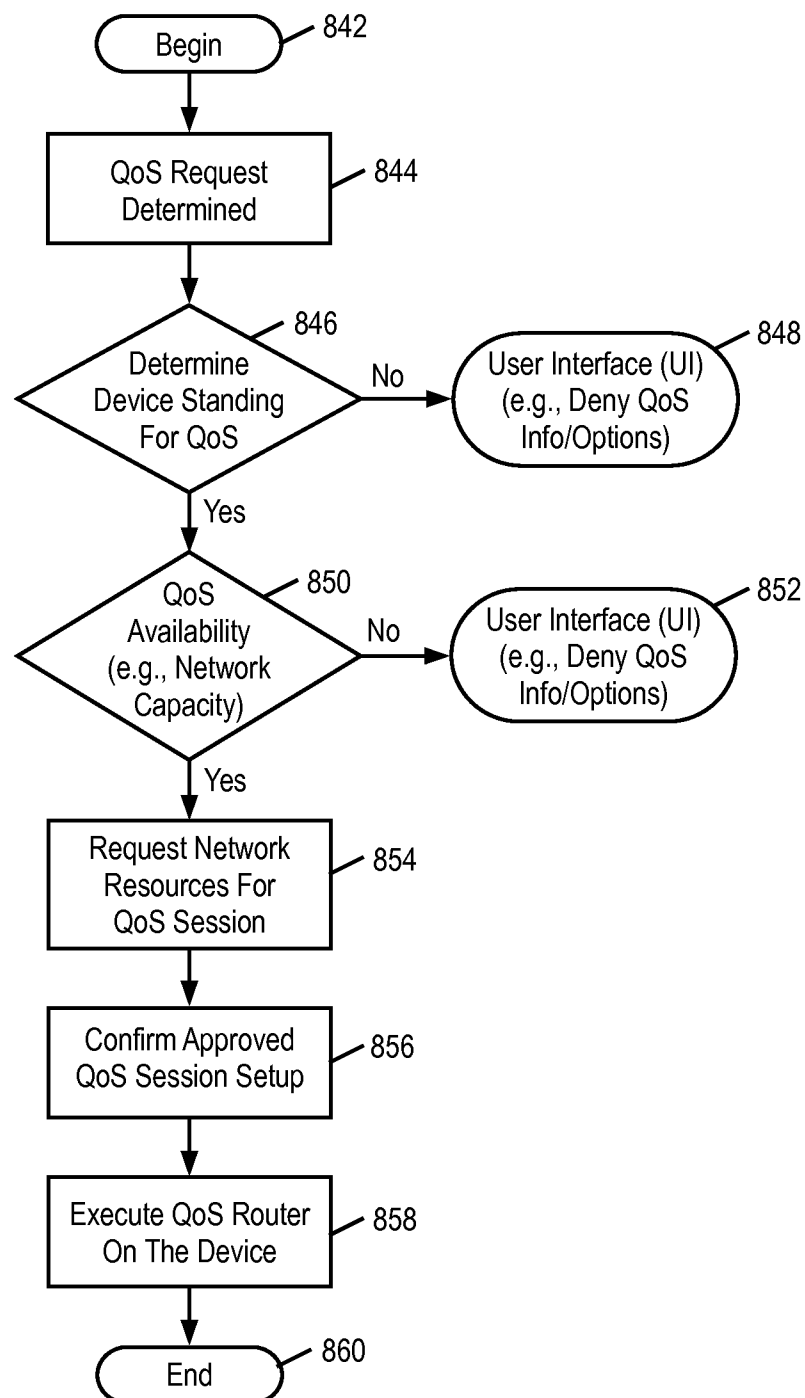 Begin
842
QoS Request
Determined
844
846
Determine
Device Standing
For QoS
No
User Interface (UI)
(e.g., Deny QoS
Info/Options)
848
Yes
850
QoS
Availability
(e.g., Network
Capacity)
No
User Interface (UI)
(e.g., Deny QoS
Info/Options)
852
Yes
Request Network
Resources For
QoS Session
854
Confirm Approved
QoS Session Setup
856
Execute QoS Router
On The Device
858
End
860